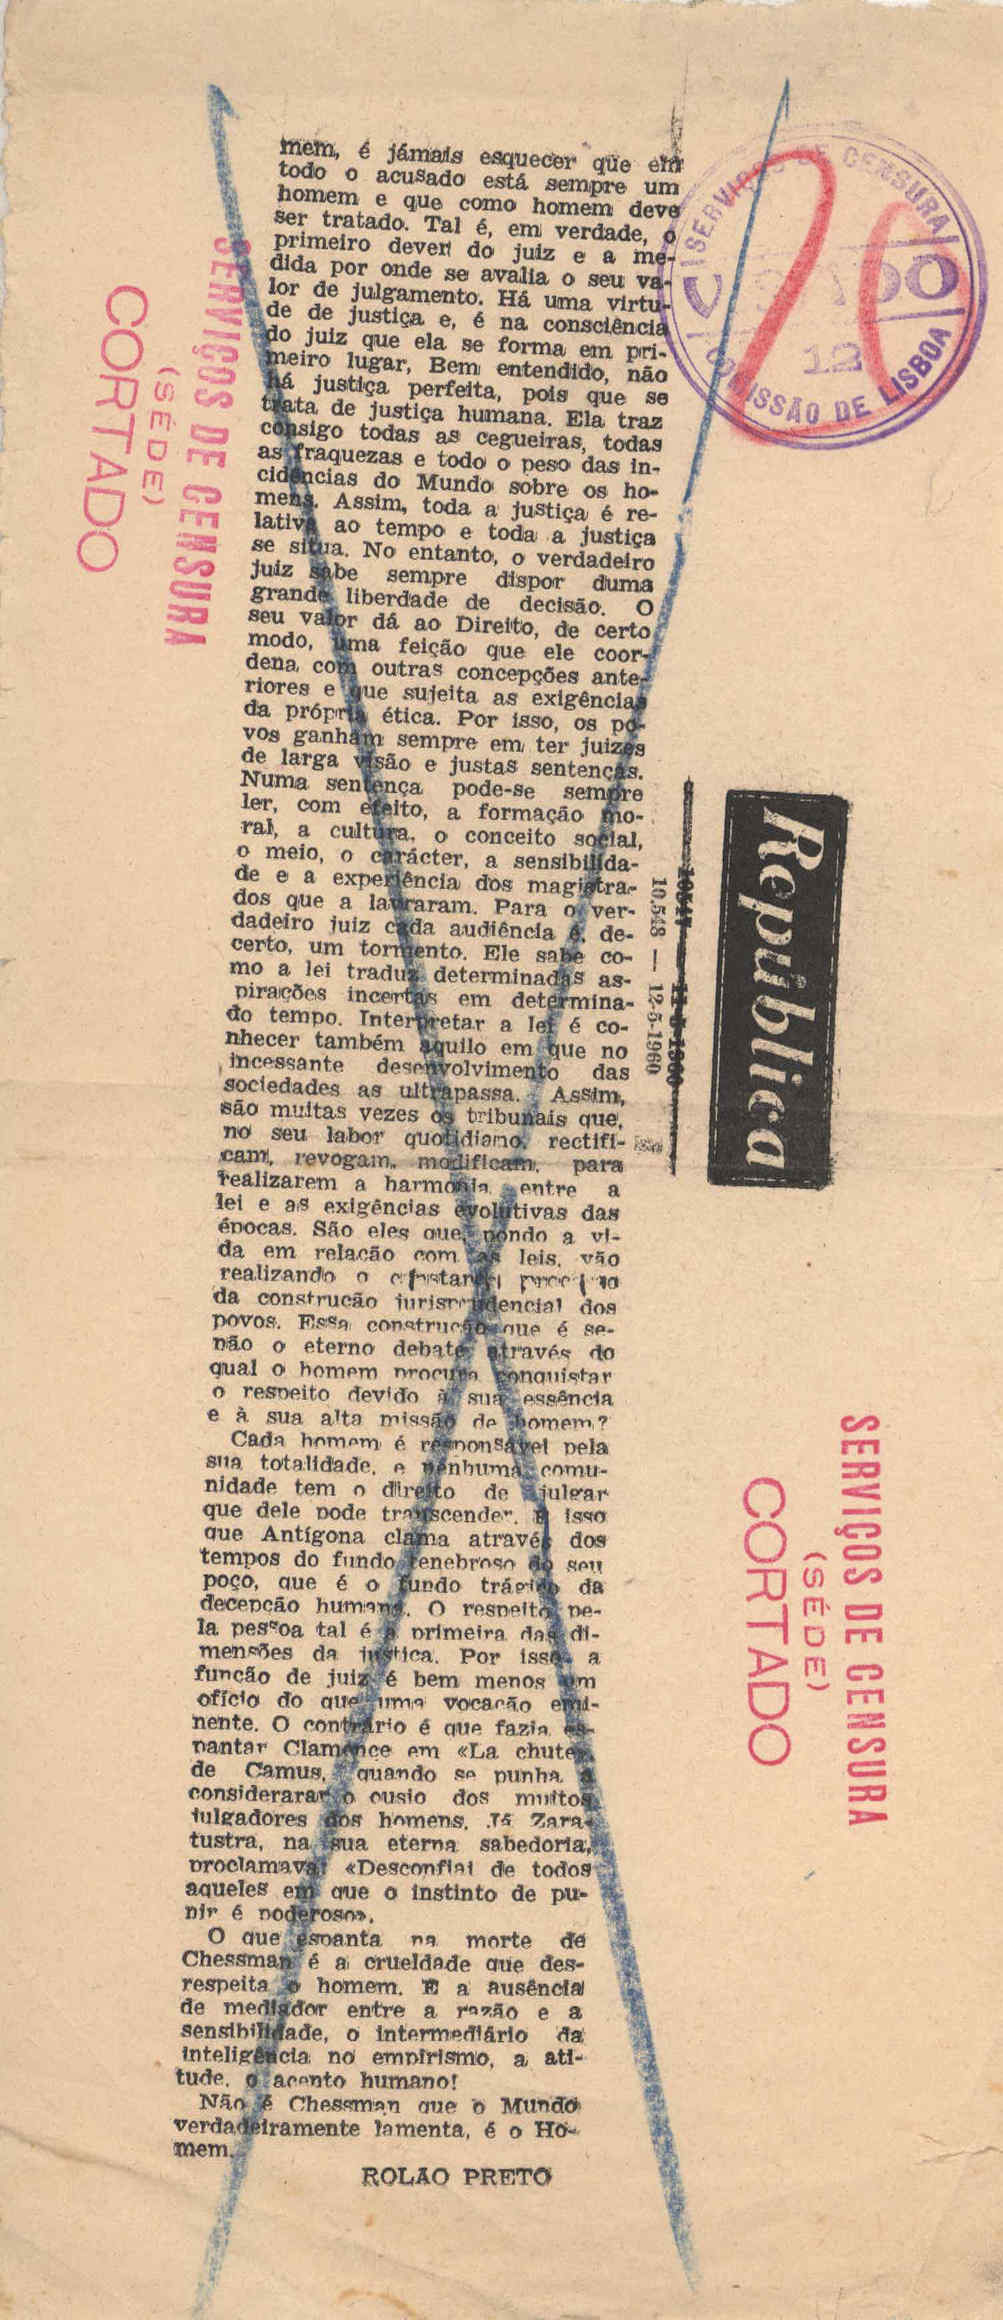 mem, é jámais esquecer que em
todo o acusado está sempre um
homem e que como homem deve
ser tratado. Tal é, em verdade, o
primeiro dever do juiz e a me-
dida por onde se avalia o seu va-
lor de julgamento. Há uma virtu-
de de justiça e, é na consciência
do juiz que ela se forma em pri-
meiro lugar, Bem entendido, não
há justiça perfeita, pois que se
trata de justiça humana. Ela traz
consigo todas as cegueiras, todas
as fraquezas e todo o peso das in-
cidências do Mundo sobre os ho-
mens. Assim, toda a justiça é re-
lativa ao tempo e toda a justiça
se situa. No entanto, o verdadeiro
juiz sabe sempre dispor duma
grande liberdade de decisão. O
seu valor dá ao Direito, de certo
modo, uma feição que ele coor-
dena com outras concepções ante-
riores e que sujeita as exigências
da própria ética. Por isso, os po-
vos ganham sempre em ter juizes
de larga visão e justas sentenças.
Numa sentença pode-se sempre
ler, com efeito, a formação mo-
ral, a cultura, o conceito social,
o meio, o carácter, a sensibilida-
de e a experiência dos magistra-
dos que a lavraram. Para o ver-
dadeiro juiz cada audiência é, de-
certo, um tormento. Ele sabe co-
mo a lei traduz determinadas as-
pirações incertas em determina-
do tempo. Interpretar a lei é co-
nhecer também aquilo em que no
incessante desenvolvimento das
sociedades as ultrapassa. Assim,
são muitas vezes os tribunais que,
no seu labor quotidiano, rectifi-
cam, revogam, modificam, para
realizarem a harmonia entre a
lei e as exigências evolutivas das
épocas. São eles que, pondo a vi-
da em relação com as leis, vão
realizando o
da construção jurisprudencial dos
povos. Essa construção que é se-
não o eterno debate através do
qual o homem procura conquistar
o respeito devido à sua essência
e à sua alta missão de homem?
Cada homem é responsável pela
sua totalidade, e nenhuma comu-
nidade tem o direito de julgar
que dele pode transcender. É isso
que Antígona clama através dos
tempos do fundo tenebroso do seu
poço, que é o fundo trágico da
decepção humana. O respeito pe-
la pessoa tal é a primeira das di-
mensões da justiça. Por isso a
função de juiz é bem menos um
ofício do que uma vocação emi-
nente. O contrário é que fazia es-
pantar Clamence em «La chute»
de Camus, quando se punha a
considerarar o ousio dos muitos
julgadores dos homens. Já Zara-
tustra, na sua eterna sabedoria,
proclamava: «Desconfiai de todos
aqueles em que o instinto de pu-
nir é poderoso».
O que espanta na morte de
Chessman é a crueldade que des-
respeita o homem. E a ausência
de mediador entre a razão e a
sensibilidade, o intermediário da
inteligência no empirismo, a ati-
tude, o acento humano!
Não é Chessman que o Mundo
verdadeiramente lamenta, é o Ho-
mem.
ROLAO PRETO
SERVIÇOS DE CENSURA
(SÉDE)
CORTADO
SERVIÇOS DE CENSURA
COMISSÃO DE LISBOA
12
República
10.548 — 12-5-1960
SERVIÇOS DE CENSURA
(SÉDE)
CORTADO